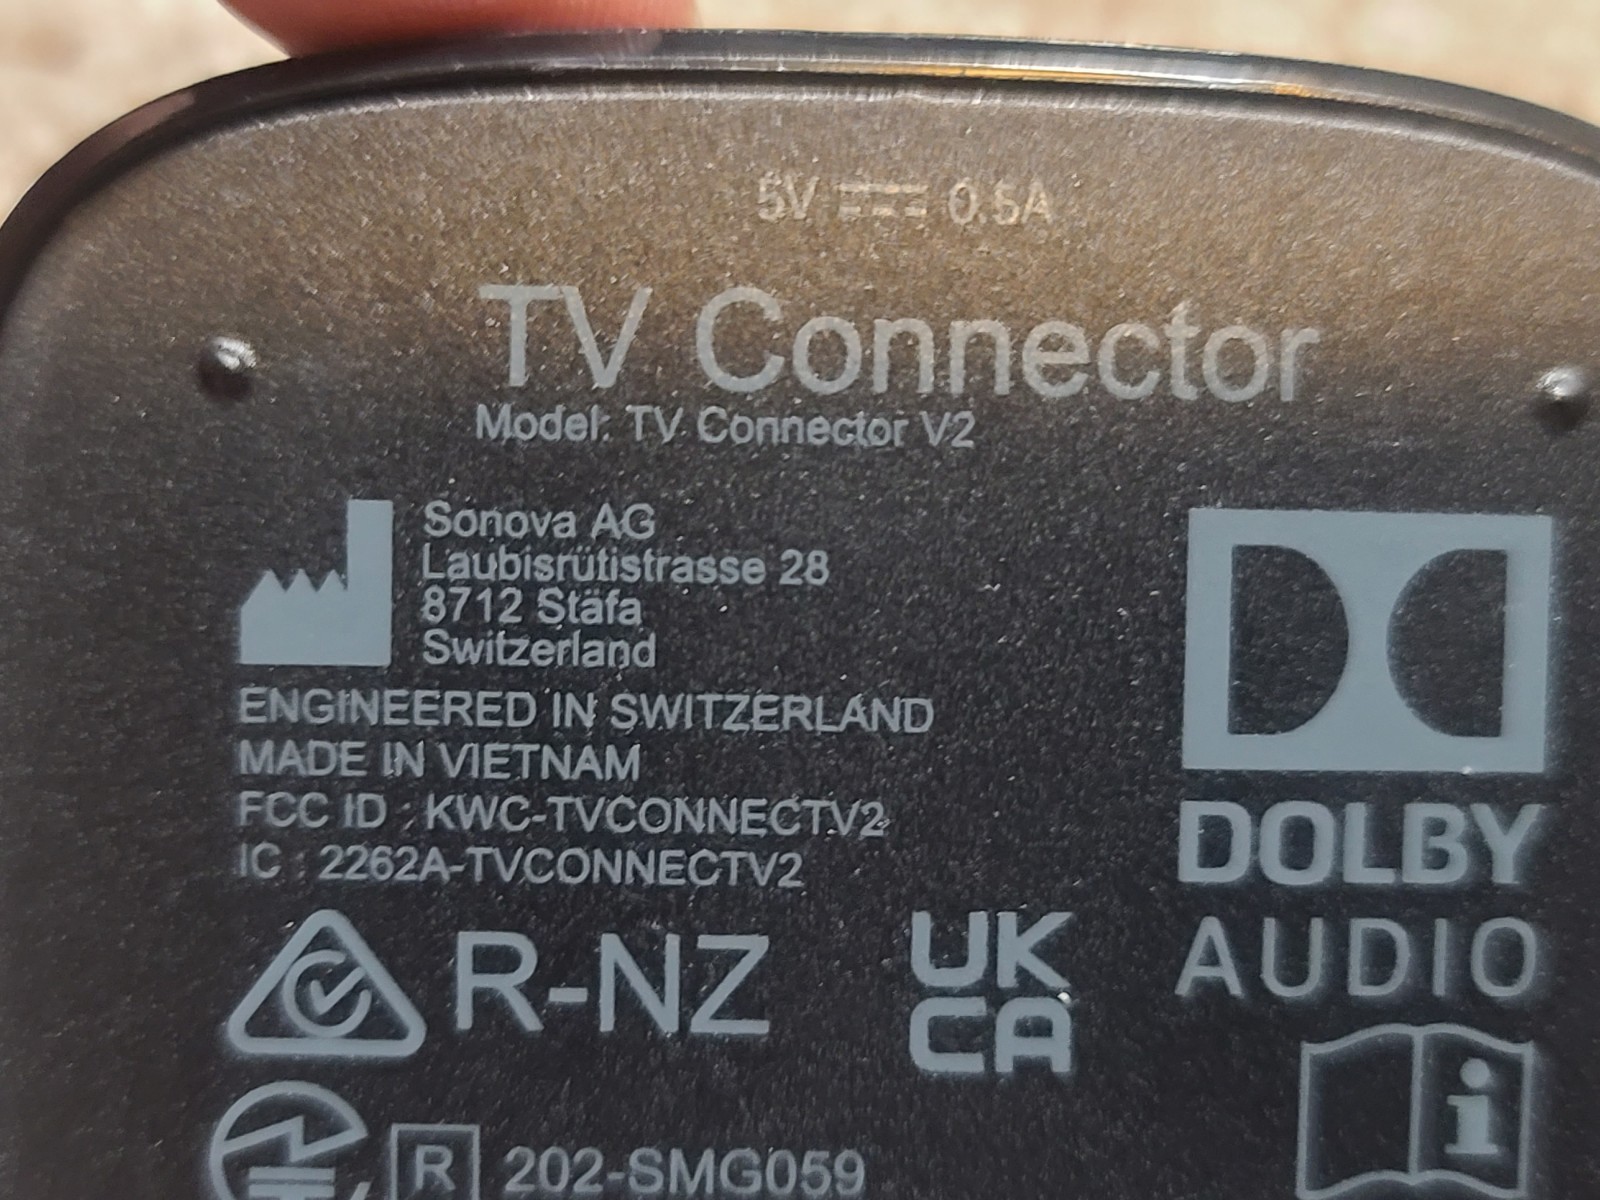 5V ⎓ 0.5A
TV Connector
Model: TV Connector V2
Sonova AG
Laubisrütistrasse 28
8712 Stäfa
Switzerland
ENGINEERED IN SWITZERLAND
MADE IN VIETNAM
FCC ID : KWC-TVCONNECTV2
IC : 2262A-TVCONNECTV2
DOLBY
AUDIO
R-NZ
UK
CA
i
R 202-SMG059